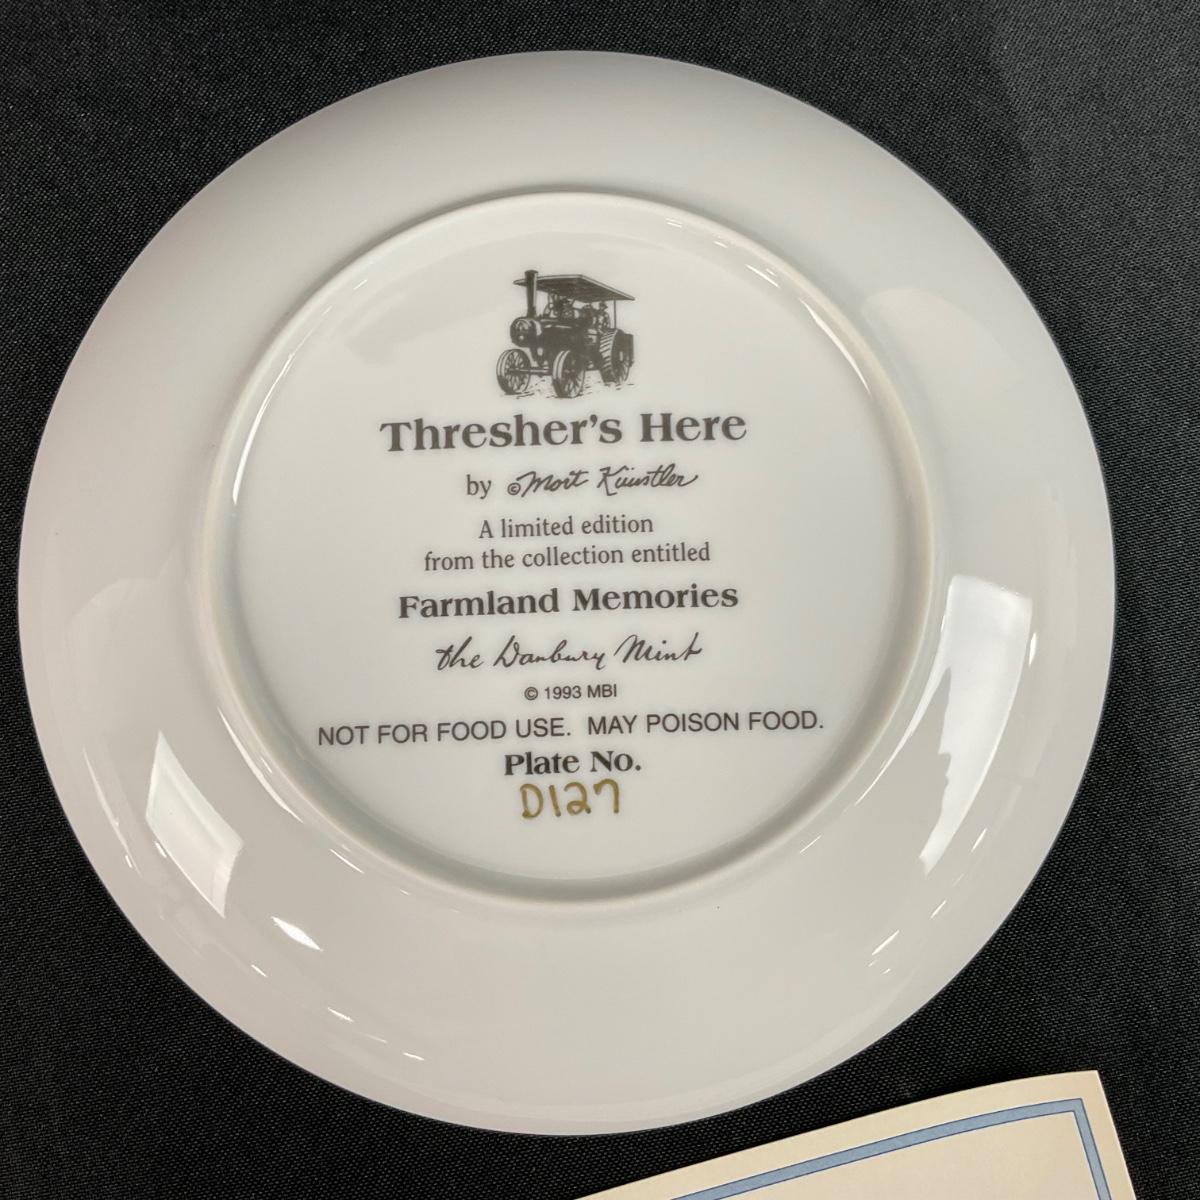 Thresher's Here
by ©Mort Künstler
A limited edition
from the collection entitled
Farmland Memories
the Danbury Mint
© 1993 MBI
NOT FOR FOOD USE. MAY POISON FOOD.
Plate No.
D127